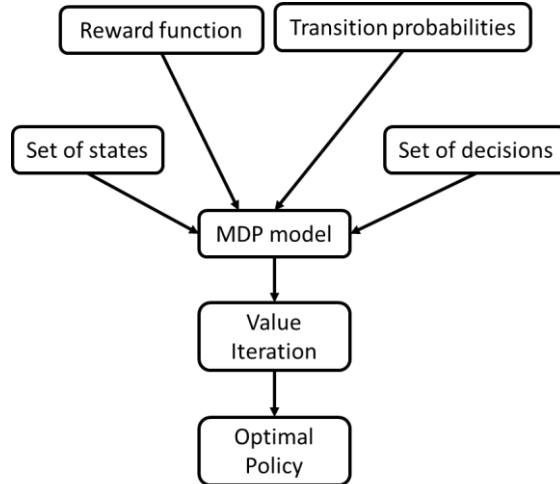 Reward function
Transition probabilities
Set of states
Set of decisions
MDP model
Value
Iteration
Optimal
Policy